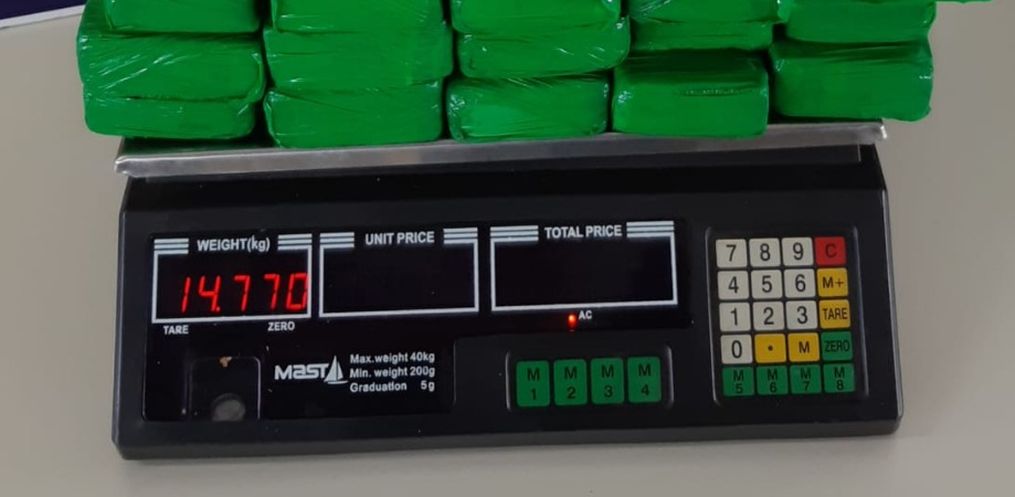 WEIGHT(kg)
UNIT PRICE
TOTAL PRICE
14.770
TARE
ZERO
AC
MAST
Max.weight 40kg
Min. weight 200g
Graduation 5g
M 1
M 2
M 3
M 4
7 8 9 C
4 5 6 M+
1 2 3 TARE
0 . M ZERO
M 5
M 6
M 7
M 8